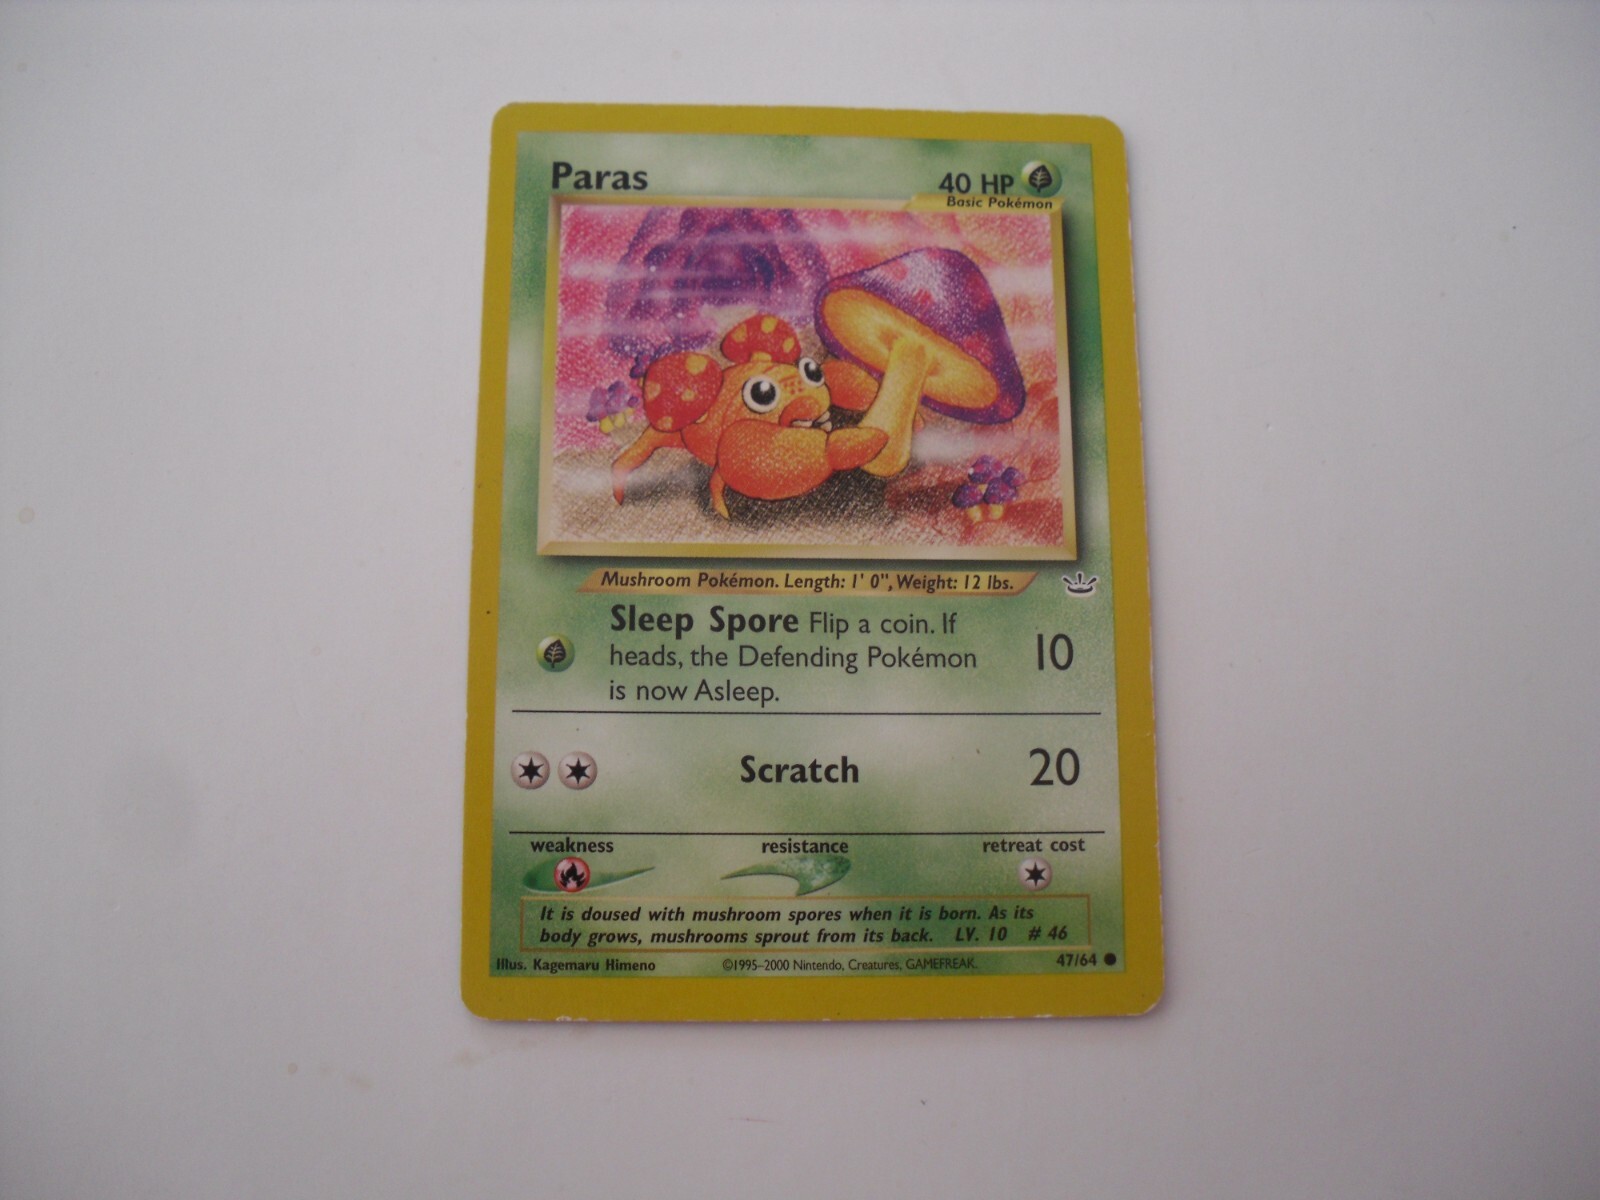 Paras
40 HP
Basic Pokémon
Mushroom Pokémon. Length: 1' 0", Weight: 12 lbs.
Sleep Spore Flip a coin. If
heads, the Defending Pokémon
is now Asleep.
10
Scratch
20
weakness resistance retreat cost
It is doused with mushroom spores when it is born. As its
body grows, mushrooms sprout from its back. LV. 10 # 46
Illus. Kagemaru Himeno ©1995–2000 Nintendo, Creatures, GAMEFREAK. 47/64